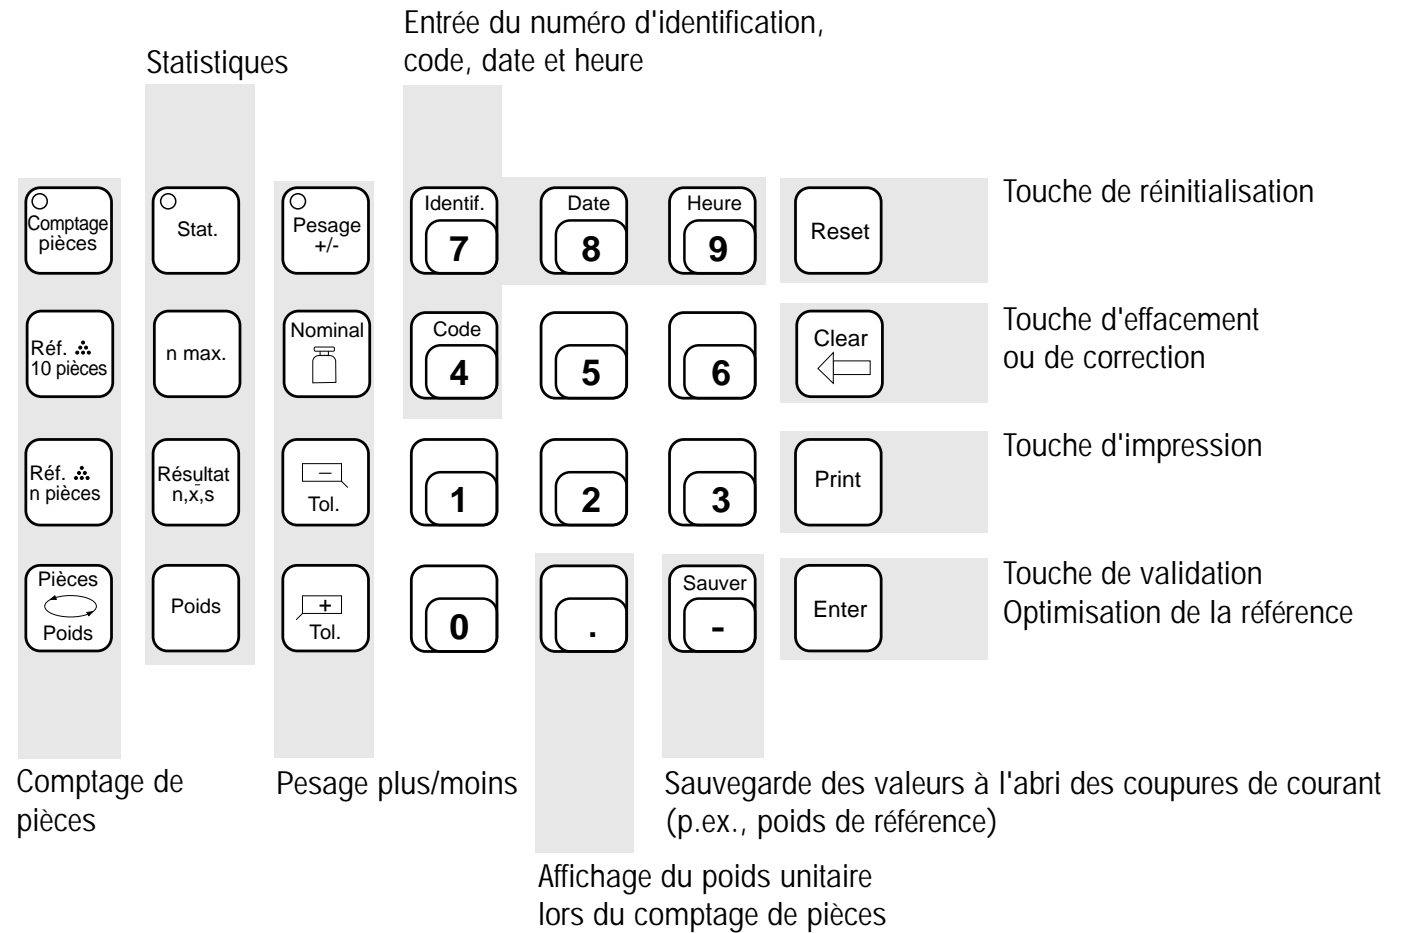 Entrée du numéro d'identification,
code, date et heure
Statistiques
Comptage
pièces
Stat.
Pesage
+/-
Identif.
7
Date
8
Heure
9
Reset
Touche de réinitialisation
Réf.
10 pièces
n max.
Nominal
Code
4
5
6
Clear
Touche d'effacement
ou de correction
Réf.
n pièces
Résultat
n,x̄,s
−
Tol.
1
2
3
Print
Touche d'impression
Pièces
Poids
Poids
+
Tol.
0
.
Sauver
-
Enter
Touche de validation
Optimisation de la référence
Comptage de
pièces
Pesage plus/moins
Sauvegarde des valeurs à l'abri des coupures de courant
(p.ex., poids de référence)
Affichage du poids unitaire
lors du comptage de pièces